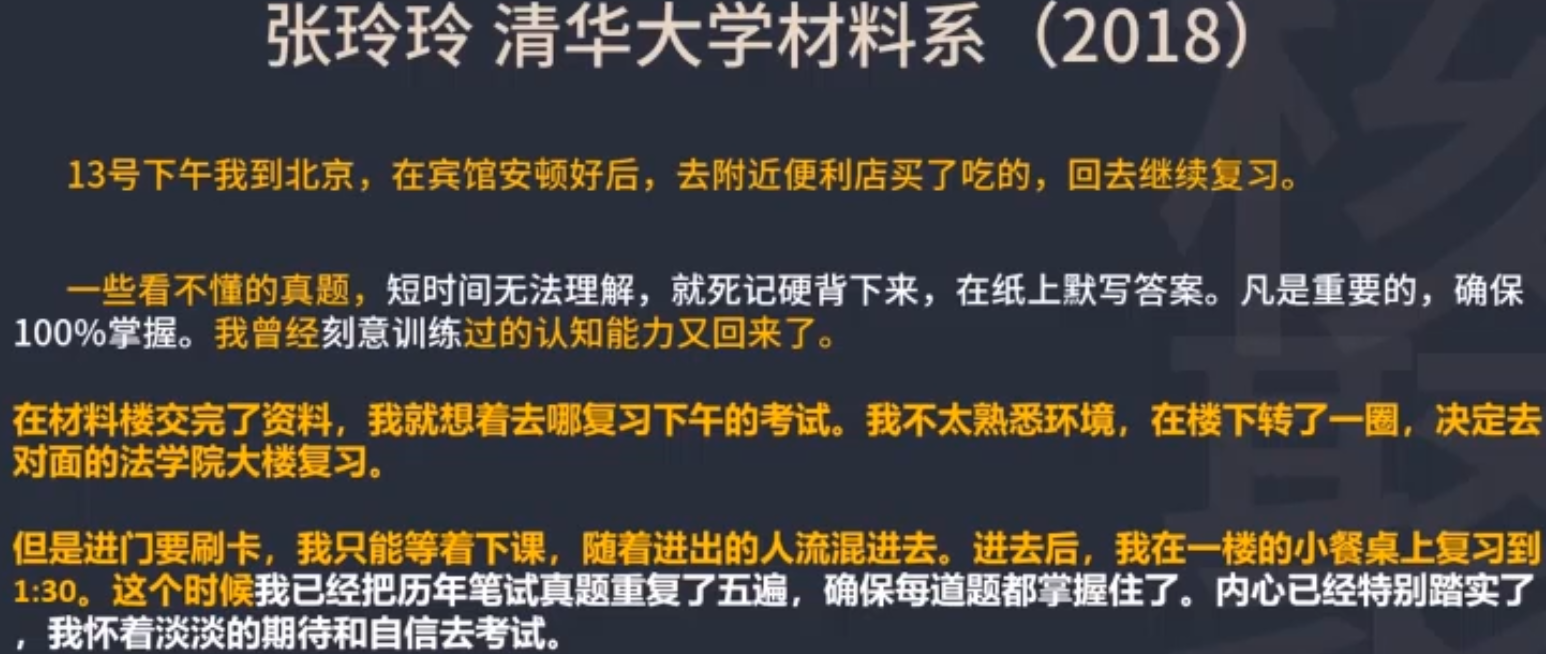 张玲玲 清华大学材料系（2018）
13号下午我到北京，在宾馆安顿好后，去附近便利店买了吃的，回去继续复习。
一些看不懂的真题，短时间无法理解，就死记硬背下来，在纸上默写答案。凡是重要的，确保
100%掌握。我曾经刻意训练过的认知能力又回来了。
在材料楼交完了资料，我就想着去哪复习下午的考试。我不太熟悉环境，在楼下转了一圈，决定去
对面的法学院大楼复习。
但是进门要刷卡，我只能等着下课，随着进出的人流混进去。进去后，我在一楼的小餐桌上复习到
1:30。这个时候我已经把历年笔试真题重复了五遍，确保每道题都掌握住了。内心已经特别踏实了
，我怀着淡淡的期待和自信去考试。